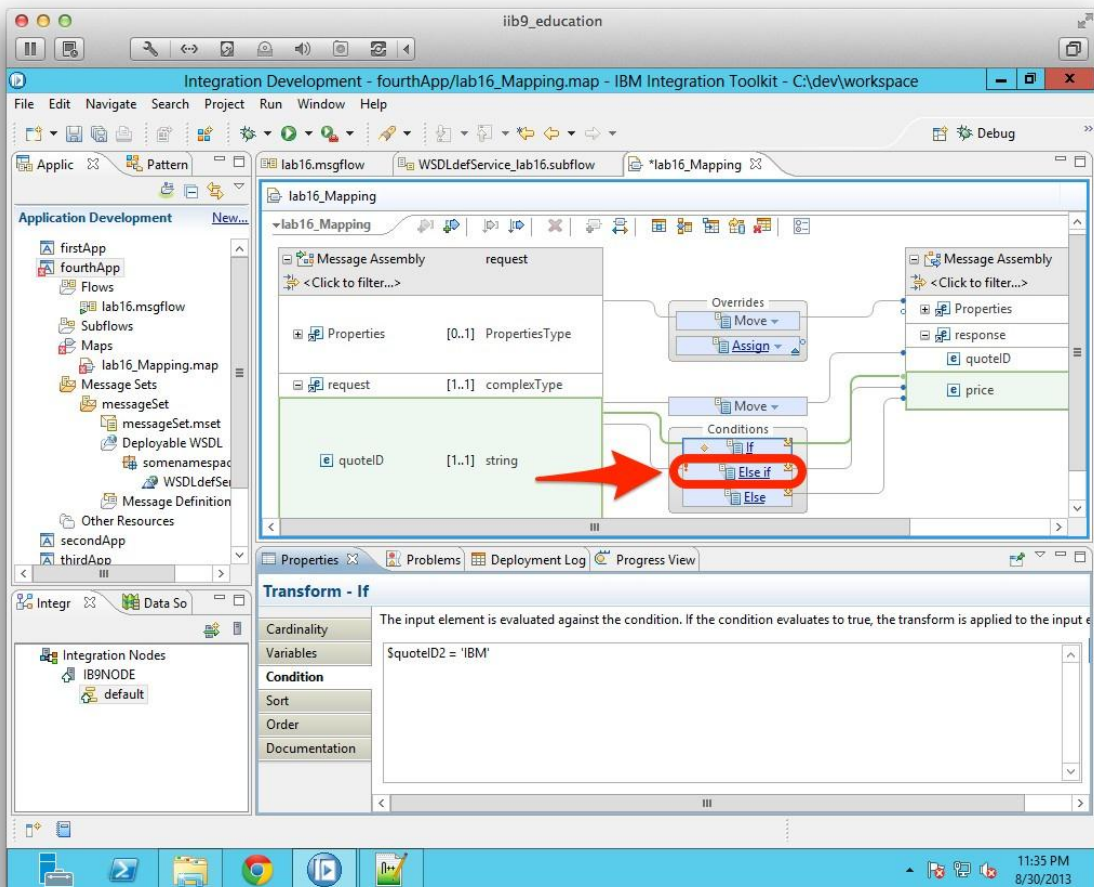 iib9_education
Integration Development - fourthApp/lab16_Mapping.map - IBM Integration Toolkit - C:\dev\workspace
File Edit Navigate Search Project Run Window Help
Debug
Applic
Pattern
lab16.msgflow
WSDLdefService_lab16.subflow
*lab16_Mapping
Application Development
New...
firstApp
fourthApp
Flows
lab16.msgflow
Subflows
Maps
lab16_Mapping.map
Message Sets
messageSet
messageSet.mset
Deployable WSDL
somenamespac
WSDLdefSer
Message Definition
Other Resources
secondApp
thirdApp
lab16_Mapping
lab16_Mapping
Message Assembly request
<Click to filter...>
Properties [0..1] PropertiesType
request [1..1] complexType
quoteID [1..1] string
Overrides
Move
Assign
Move
Conditions
If
Else if
Else
Message Assembly
<Click to filter...>
Properties
response
quoteID
price
Integr
Data So
Integration Nodes
IB9NODE
default
Properties
Problems
Deployment Log
Progress View
Transform - If
Cardinality
Variables
Condition
Sort
Order
Documentation
The input element is evaluated against the condition. If the condition evaluates to true, the transform is applied to the input e
$quoteID2 = 'IBM'
11:35 PM
8/30/2013